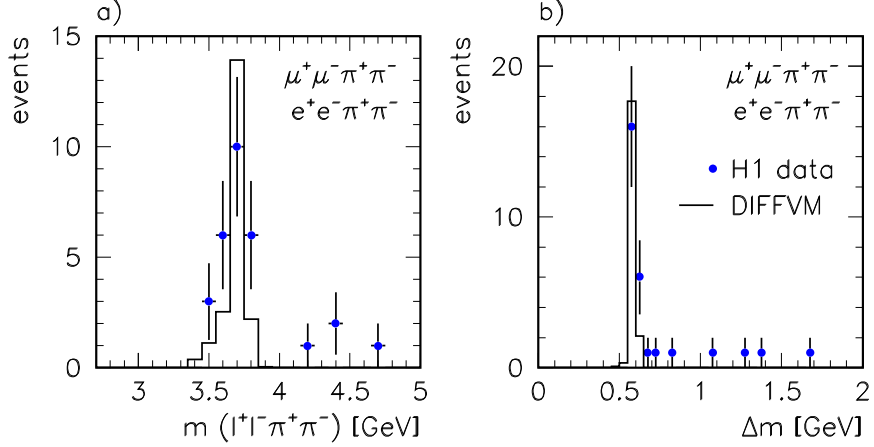 a)
events
15
10
5
0
3
3.5
4
4.5
5
m (l⁺l⁻π⁺π⁻) [GeV]
μ⁺μ⁻π⁺π⁻
e⁺e⁻π⁺π⁻
b)
events
20
10
0
0
0.5
1
1.5
2
Δm [GeV]
μ⁺μ⁻π⁺π⁻
e⁺e⁻π⁺π⁻
H1 data
DIFFVM